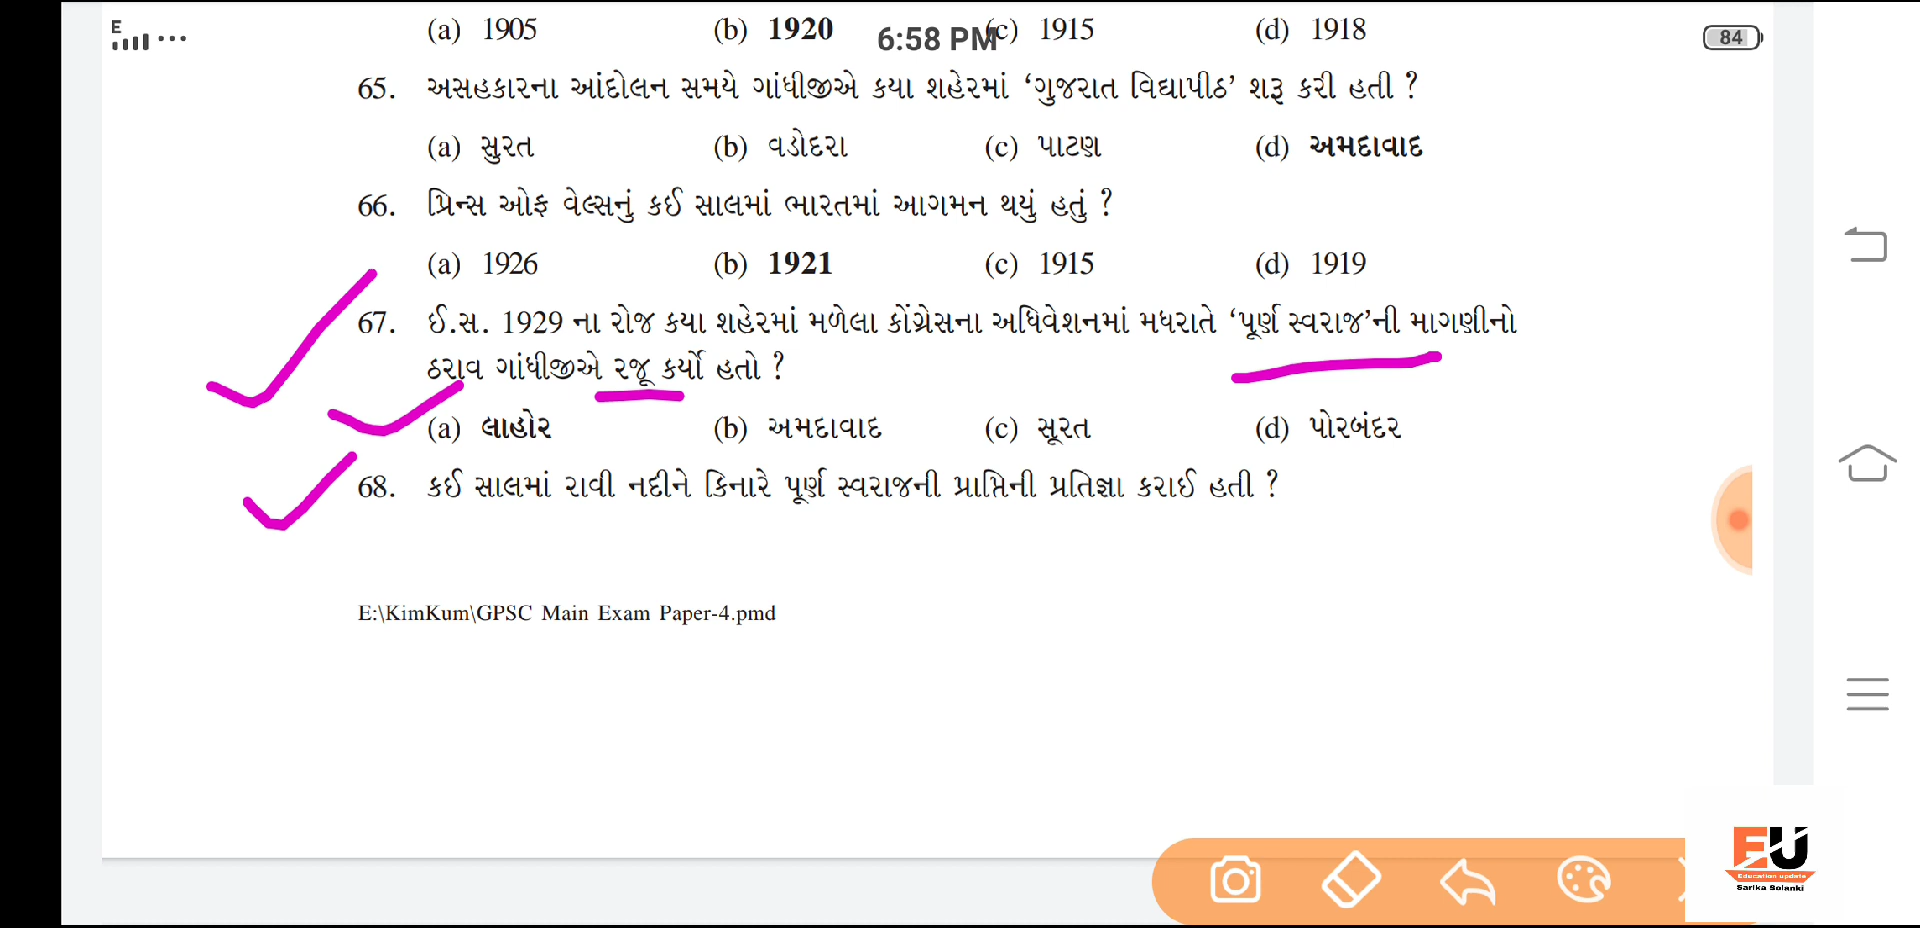 E
6:58 PM
84
(a) 1905 (b) 1920 (c) 1915 (d) 1918
65. અસહકારના આંદોલન સમયે ગાંધીજીએ કયા શહેરમાં ‘ગુજરાત વિદ્યાપીઠ’ શરૂ કરી હતી ?
(a) સુરત (b) વડોદરા (c) પાટણ (d) અમદાવાદ
66. પ્રિન્સ ઓફ વેલ્સનું કઈ સાલમાં ભારતમાં આગમન થયું હતું ?
(a) 1926 (b) 1921 (c) 1915 (d) 1919
67. ઈ.સ. 1929 ના રોજ કયા શહેરમાં મળેલા કોંગ્રેસના અધિવેશનમાં મધરાતે ‘પૂર્ણ સ્વરાજ’ની માગણીનો
ઠરાવ ગાંધીજીએ રજૂ કર્યો હતો ?
(a) લાહોર (b) અમદાવાદ (c) સૂરત (d) પોરબંદર
68. કઈ સાલમાં રાવી નદીને કિનારે પૂર્ણ સ્વરાજની પ્રાપ્તિની પ્રતિજ્ઞા કરાઈ હતી ?
E:\KimKum\GPSC Main Exam Paper-4.pmd
EU
Education update
Sarika Solanki